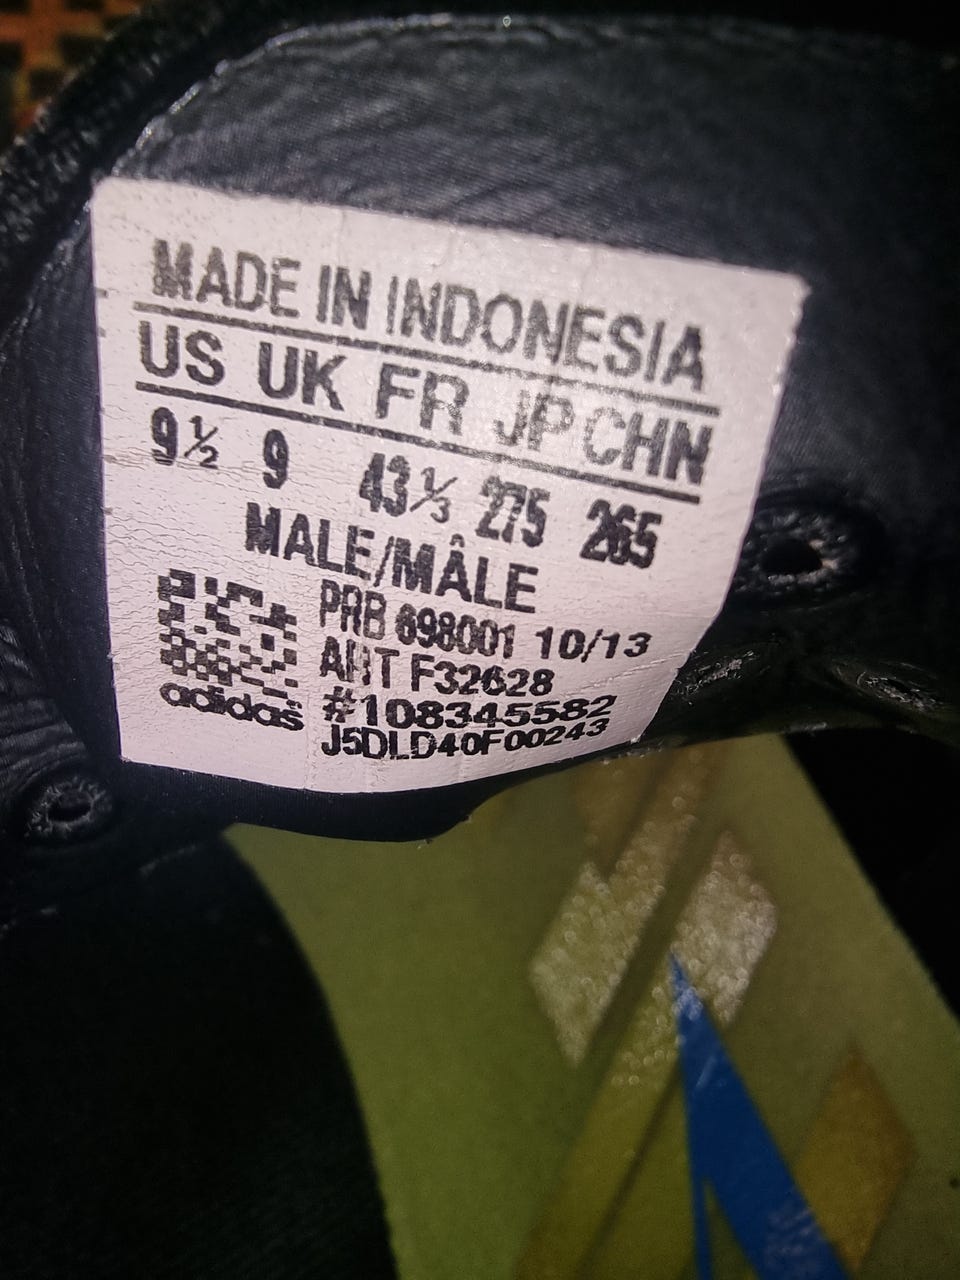 MADE IN INDONESIA
US UK FR JP CHN
9½ 9 43⅓ 275 265
MALE/MÂLE
PRB 698001 10/13
ART F32628
#108345582
J5DLD40F00243
adidas